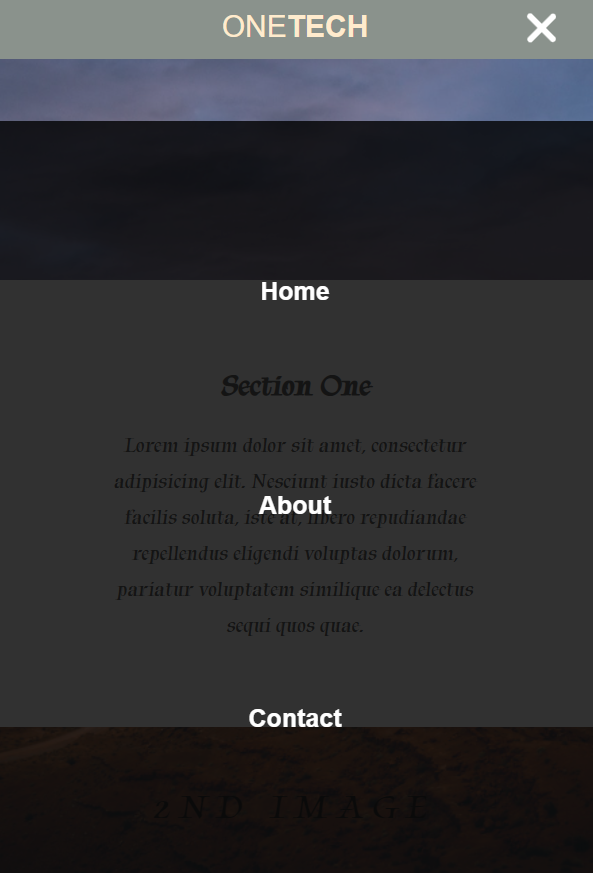 ONETECH
Home
Section One
Lorem ipsum dolor sit amet, consectetur
adipisicing elit. Nesciunt iusto dicta facere
About
facilis soluta, iste at, libero repudiandae
repellendus eligendi voluptas dolorum,
pariatur voluptatem similique ea delectus
sequi quos quae.
Contact
2ND IMAGE